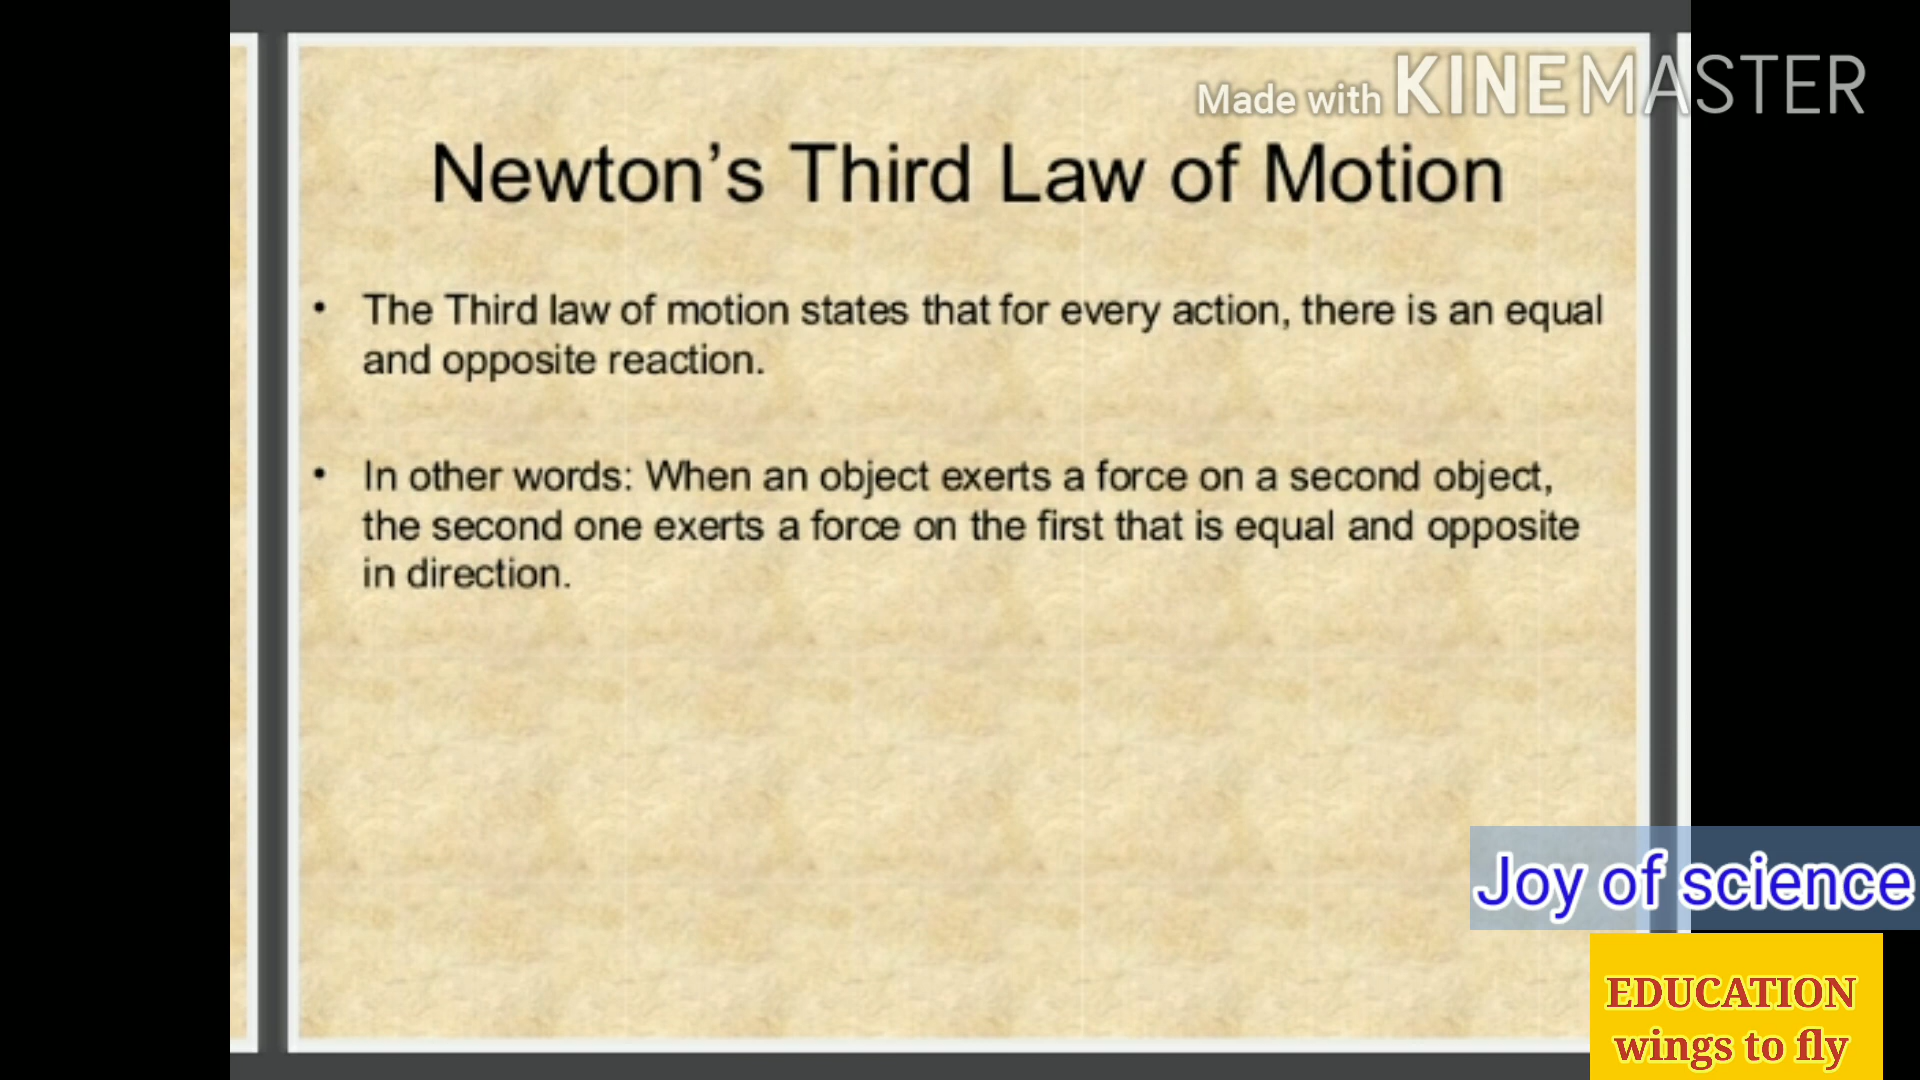 Made with KINEMASTER
Newton's Third Law of Motion
• The Third law of motion states that for every action, there is an equal
and opposite reaction.
• In other words: When an object exerts a force on a second object,
the second one exerts a force on the first that is equal and opposite
in direction.
Joy of science
EDUCATION
wings to fly